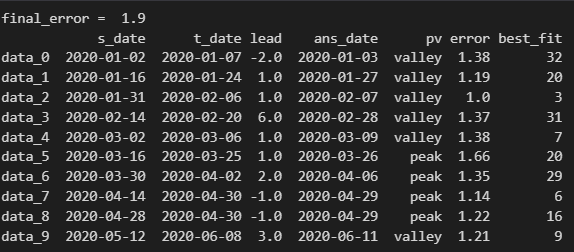 final_error =  1.9
s_date t_date lead ans_date pv error best_fit
data_0 2020-01-02 2020-01-07 -2.0 2020-01-03 valley 1.38 32
data_1 2020-01-16 2020-01-24 1.0 2020-01-27 valley 1.19 20
data_2 2020-01-31 2020-02-06 1.0 2020-02-07 valley 1.0 3
data_3 2020-02-14 2020-02-20 6.0 2020-02-28 valley 1.37 31
data_4 2020-03-02 2020-03-06 1.0 2020-03-09 valley 1.38 7
data_5 2020-03-16 2020-03-25 1.0 2020-03-26 peak 1.66 20
data_6 2020-03-30 2020-04-02 2.0 2020-04-06 peak 1.35 29
data_7 2020-04-14 2020-04-30 -1.0 2020-04-29 peak 1.14 6
data_8 2020-04-28 2020-04-30 -1.0 2020-04-29 peak 1.22 16
data_9 2020-05-12 2020-06-08 3.0 2020-06-11 valley 1.21 9